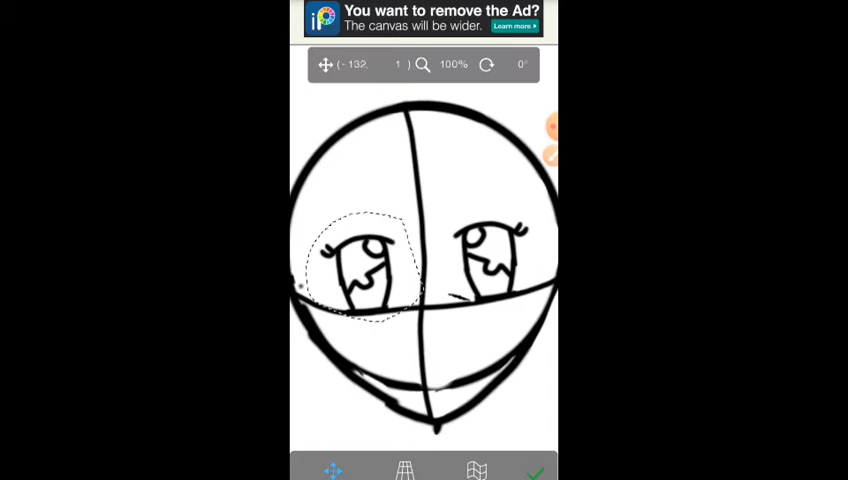 You want to remove the Ad?
The canvas will be wider.
Learn more
(-132, 1 ) 100% 0°